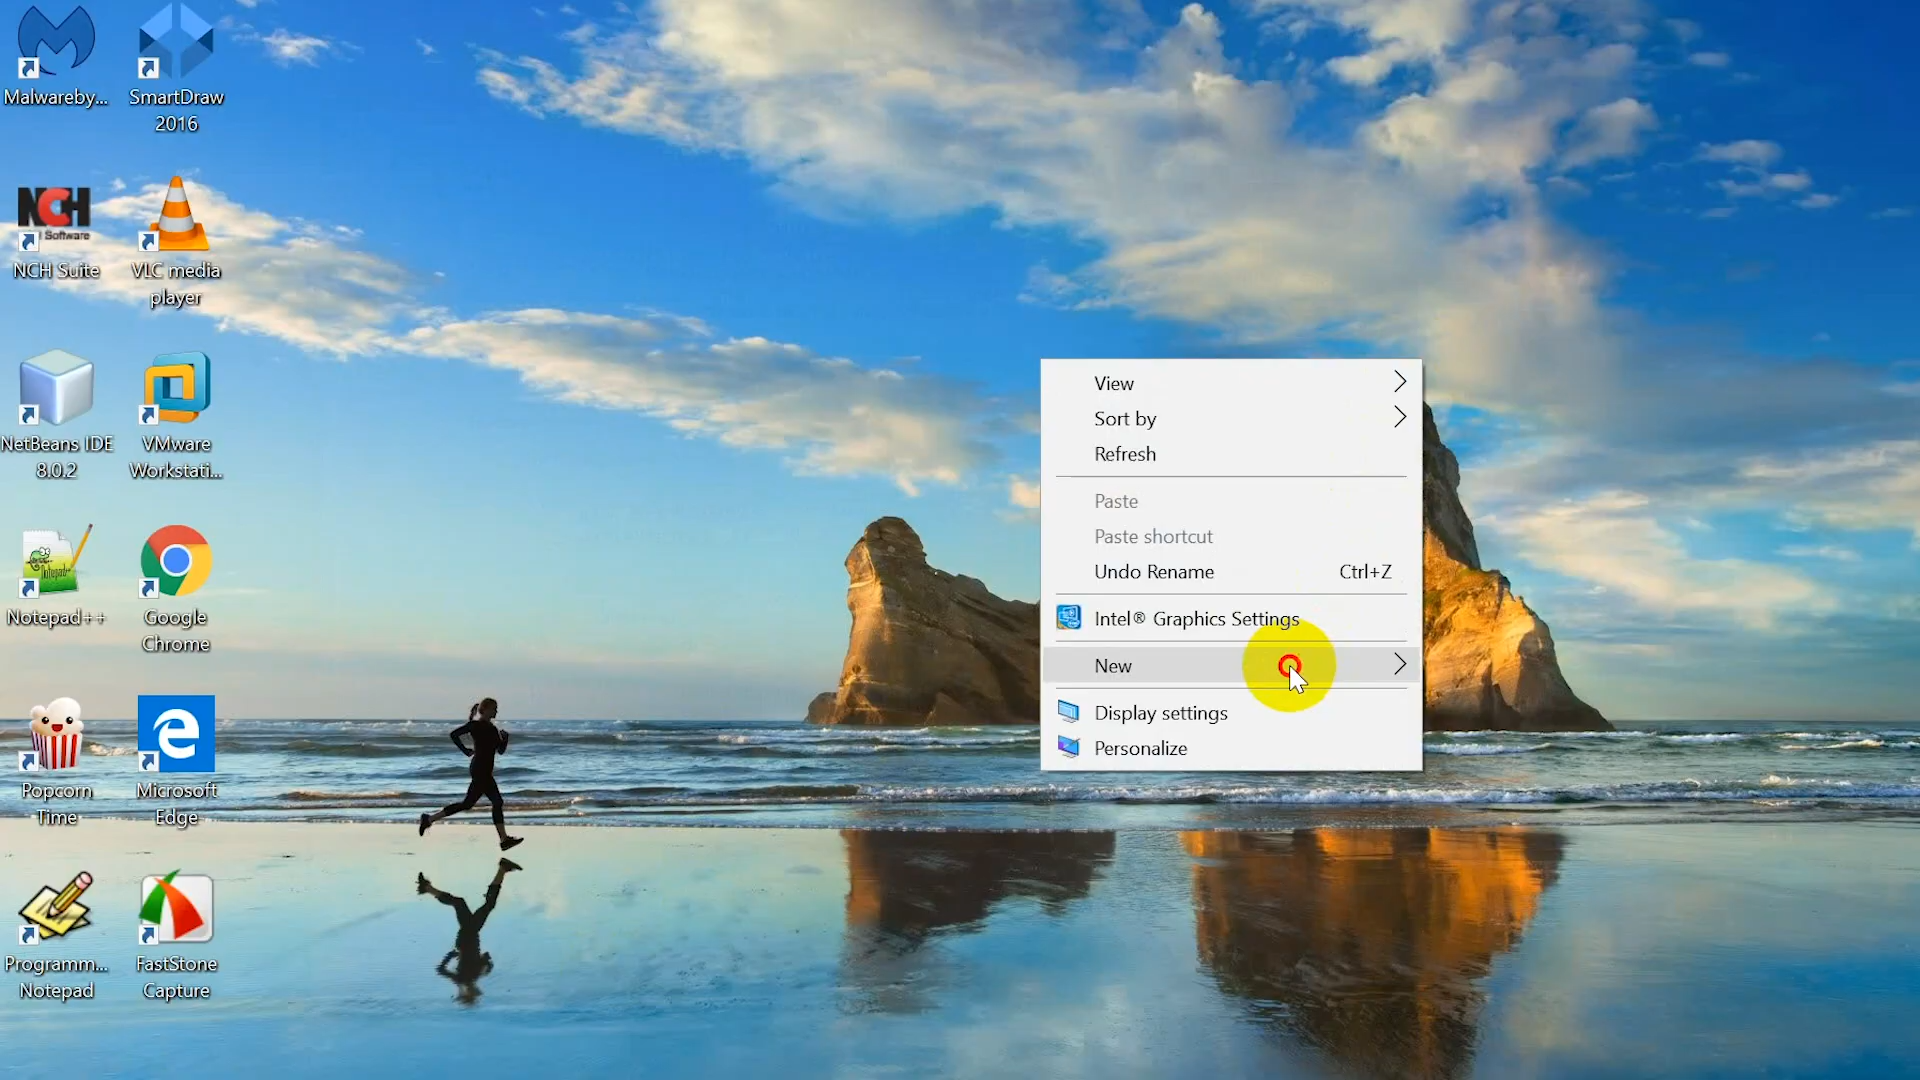 Malwareby...
SmartDraw
2016
NCH
Software
NCH Suite
VLC media
player
NetBeans IDE
8.0.2
VMware
Workstati...
Notepad++
Google
Chrome
Popcorn
Time
Microsoft
Edge
Programm...
Notepad
FastStone
Capture
View
Sort by
Refresh
Paste
Paste shortcut
Undo Rename Ctrl+Z
Intel® Graphics Settings
New
Display settings
Personalize